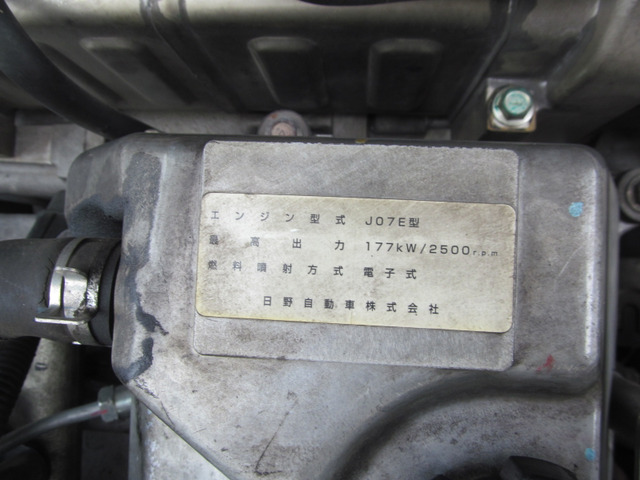 エンジン型式 J07E型
最高出力 177kW/2500r.p.m
燃料噴射方式 電子式
日野自動車株式会社